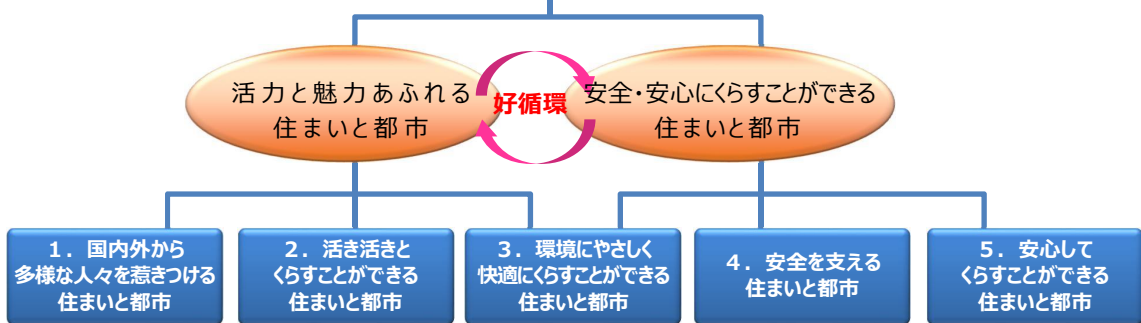 活力と魅力あふれる
住まいと都市
好循環
安全・安心にくらすことができる
住まいと都市
1．国内外から
多様な人々を惹きつける
住まいと都市
2．活き活きと
くらすことができる
住まいと都市
3．環境にやさしく
快適にくらすことができる
住まいと都市
4．安全を支える
住まいと都市
5．安心して
くらすことができる
住まいと都市